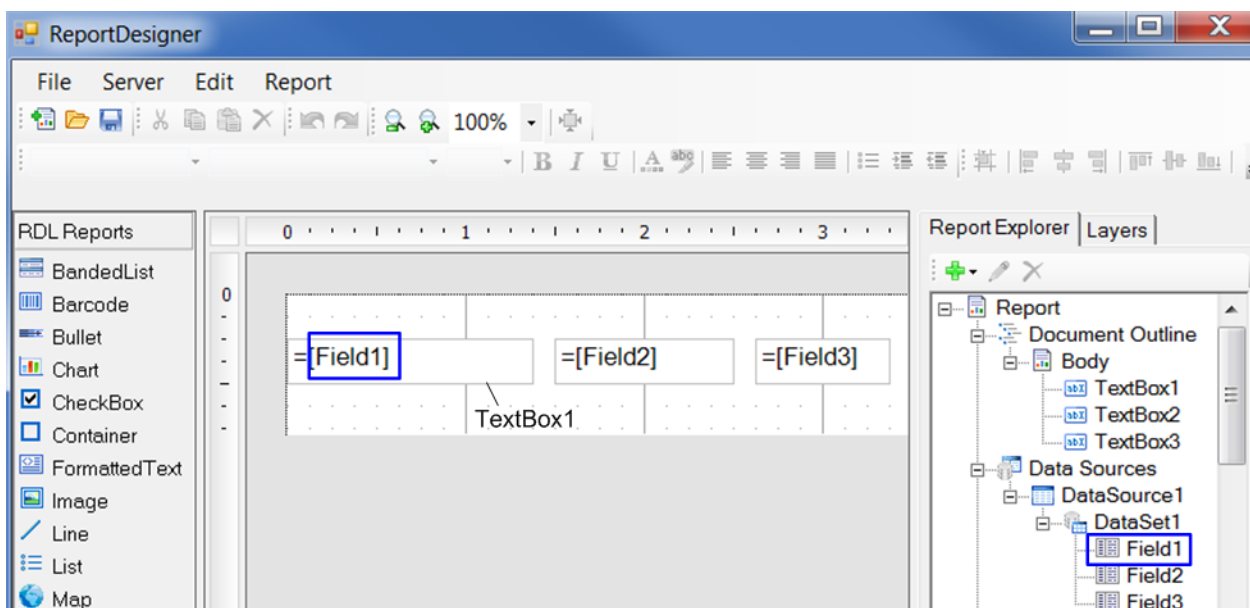 ReportDesigner
File Server Edit Report
100%
B I U A abc
RDL Reports
BandedList
Barcode
Bullet
Chart
CheckBox
Container
FormattedText
Image
Line
List
Map
0 1 2 3
0
=[Field1] =[Field2] =[Field3]
TextBox1
Report Explorer Layers
Report
Document Outline
Body
TextBox1
TextBox2
TextBox3
Data Sources
DataSource1
DataSet1
Field1
Field2
Field3